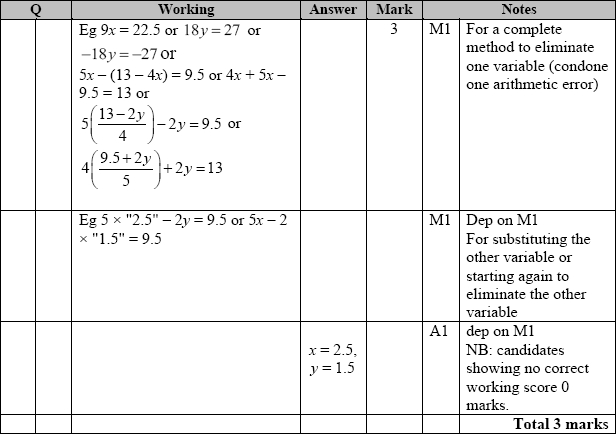 Q Working Answer Mark Notes
Eg 9x = 22.5 or 18y = 27 or
−18y = −27 or
5x – (13 – 4x) = 9.5 or 4x + 5x –
9.5 = 13 or
5((13 − 2y)/4) − 2y = 9.5 or
4((9.5 + 2y)/5) + 2y = 13
3
M1 For a complete
method to eliminate
one variable (condone
one arithmetic error)
Eg 5 × "2.5" – 2y = 9.5 or 5x – 2
× "1.5" = 9.5
M1 Dep on M1
For substituting the
other variable or
starting again to
eliminate the other
variable
x = 2.5,
y = 1.5
A1 dep on M1
NB: candidates
showing no correct
working score 0
marks.
Total 3 marks